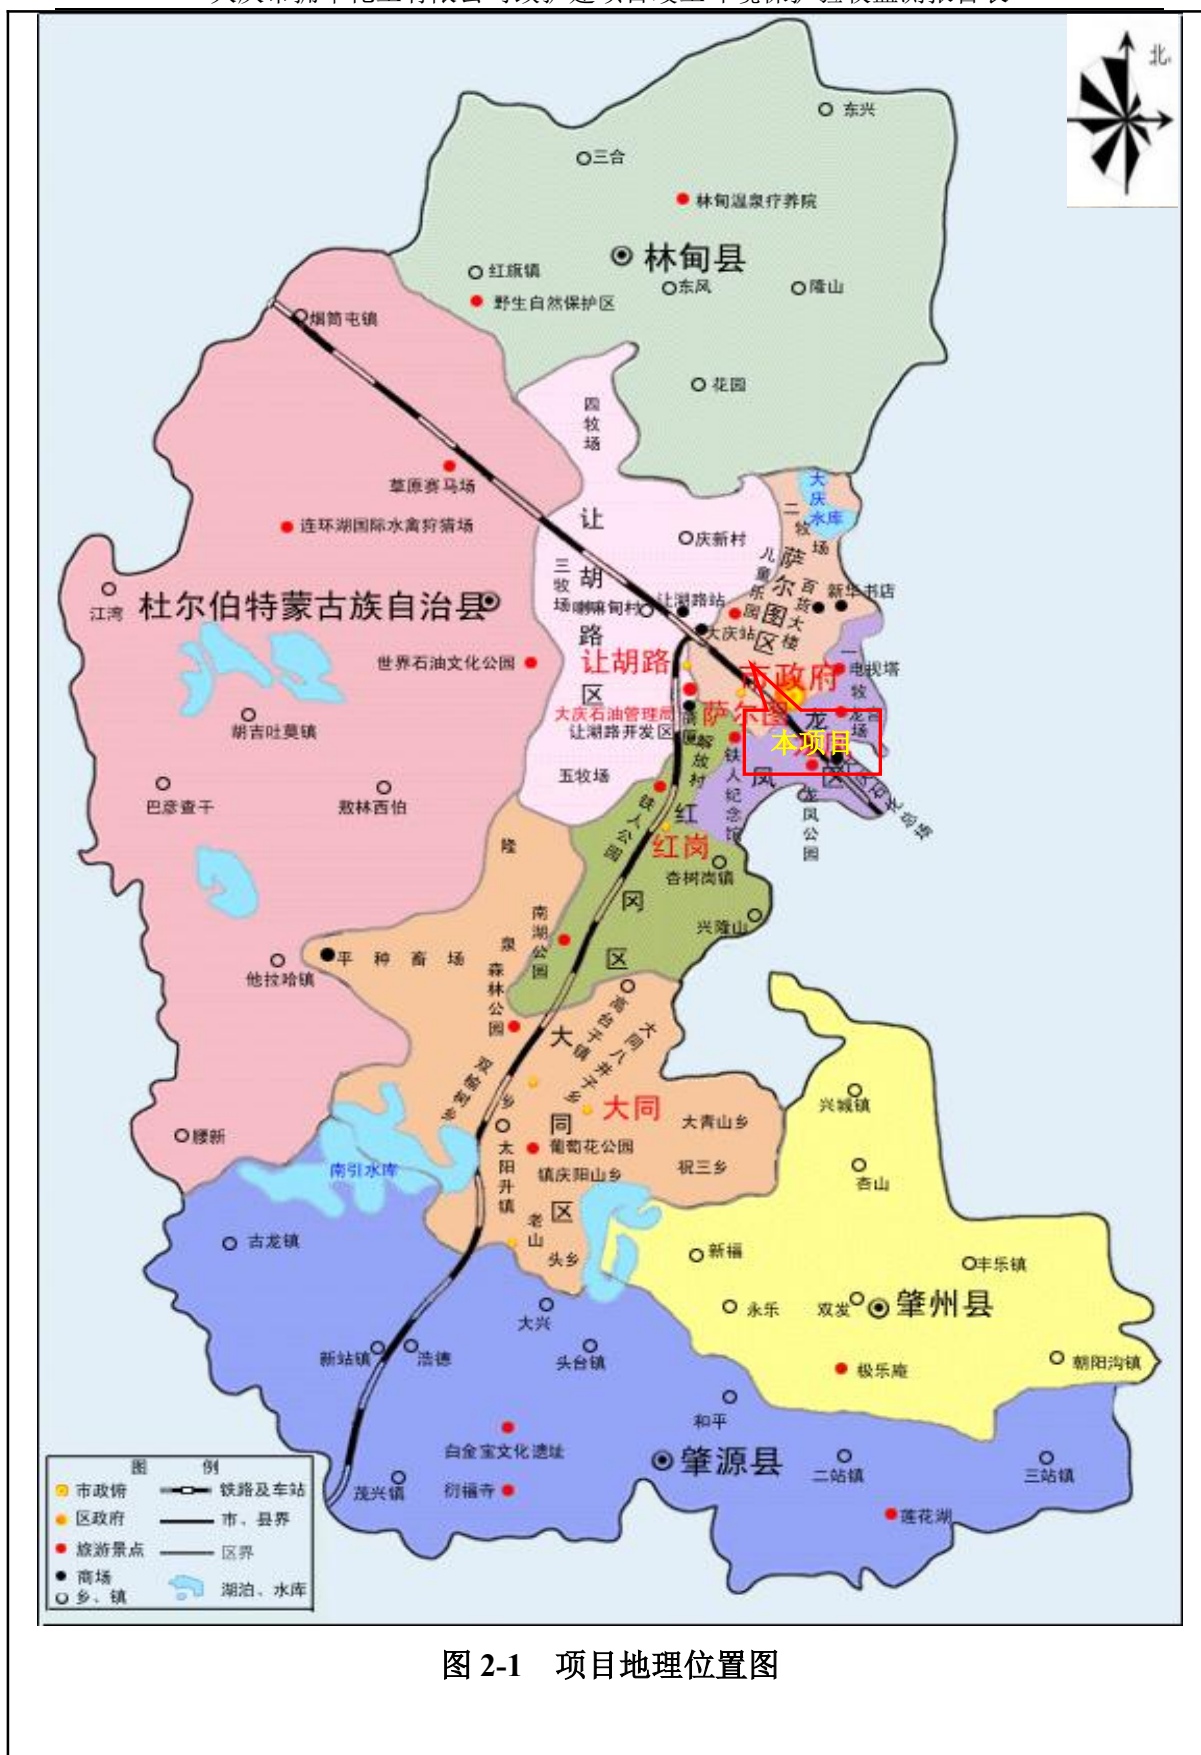 北
东兴
三合
林甸温泉疗养院
林甸县
红旗镇
东风
隆山
野生自然保护区
烟筒屯镇
花园
四牧场
草原赛马场
连环湖国际水禽狩猎场
大庆水库
二牧场
让胡路区
庆新村
萨尔图区
儿童乐园
百货大楼
新华书店
三牧场
喇嘛甸村
让湖路站
大庆站
江湾
杜尔伯特蒙古族自治县
世界石油文化公园
让胡路
市政府
电视塔
一牧场
大庆石油管理局
萨尔图
让湖路开发区
龙凤区
本项目
胡吉吐莫镇
解放村
五牧场
铁人纪念馆
龙凤公园
巴彦查干
敖林西伯
铁人公园
红岗
红冈区
杏树岗镇
兴隆山
隆
泉
南湖公园
平种畜场
森林公园
他拉哈镇
高台子镇
大同八井子乡
双榆树乡
大同区
大同
大青山乡
兴城镇
腰新
太阳升镇
葡萄花公园
南引水库
镇庆阳山乡
祝三乡
杏山
老山
头乡
古龙镇
新福
丰乐镇
永乐
双发
肇州县
大兴
新站镇
浩德
头台镇
极乐庵
朝阳沟镇
和平
白金宝文化遗址
肇源县
茂兴镇
衍福寺
二站镇
三站镇
莲花湖
图 例
市政俯
铁路及车站
区政府
市、县界
旅游景点
区界
商场
乡、镇
湖泊、水库
图 2-1 项目地理位置图